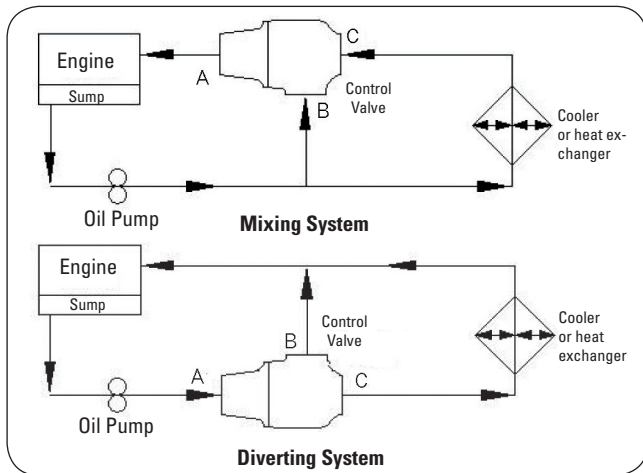 Engine
Sump
A
C
B
Control
Valve
Cooler
or heat ex-
changer
Oil Pump
Mixing System
Engine
Sump
Control
Valve
B
A
C
Cooler
or heat
exchanger
Oil Pump
Diverting System